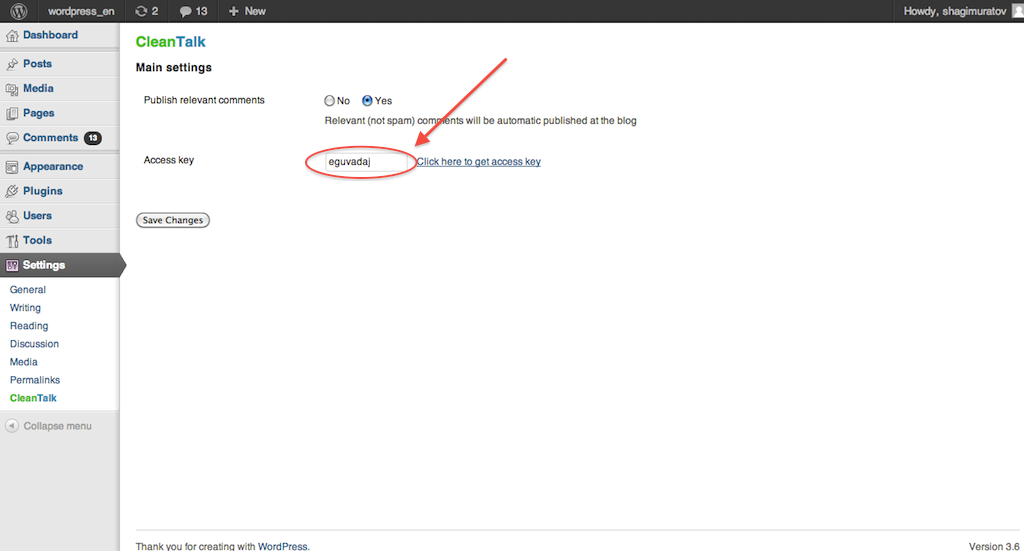 wordpress_en 2 13 + New Howdy, shagimuratov
Dashboard
Posts
Media
Pages
Comments 13
Appearance
Plugins
Users
Tools
Settings
General
Writing
Reading
Discussion
Media
Permalinks
CleanTalk
Collapse menu
CleanTalk
Main settings
Publish relevant comments No Yes
Relevant (not spam) comments will be automatic published at the blog
Access key eguvadaj Click here to get access key
Save Changes
Thank you for creating with WordPress. Version 3.6